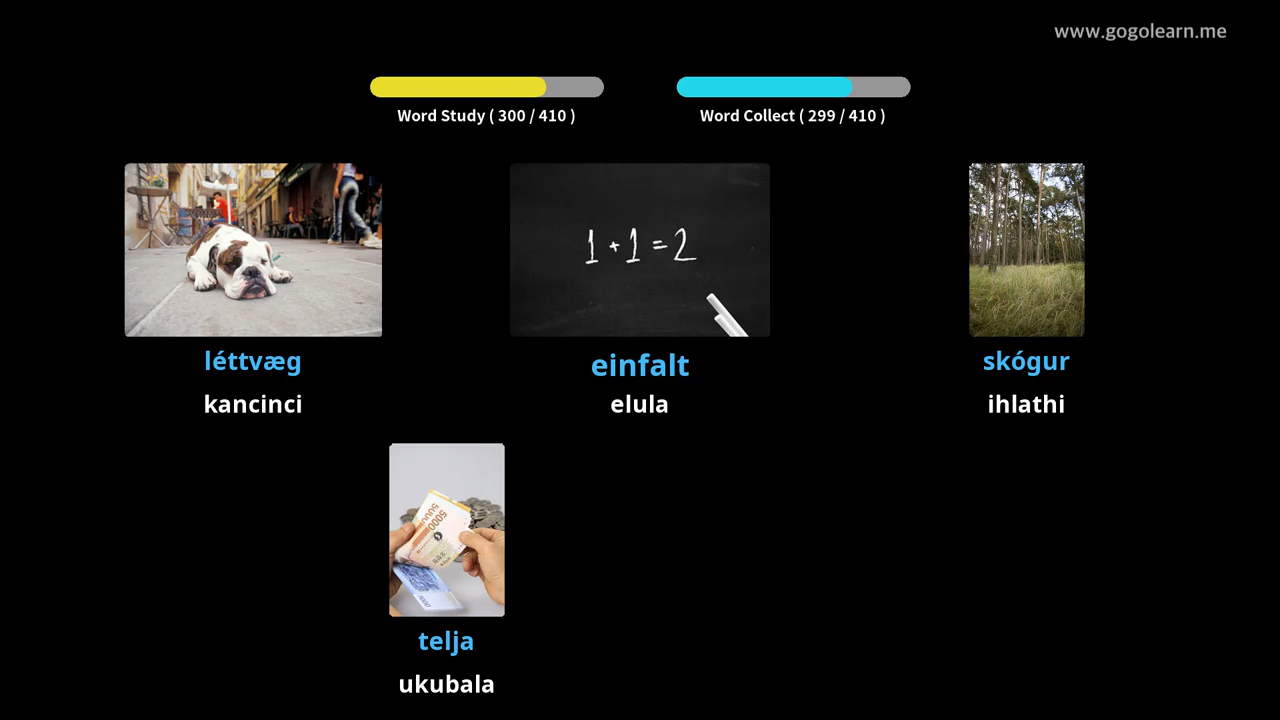 www.gogolearn.me
Word Study ( 300 / 410 )
Word Collect ( 299 / 410 )
1 + 1 = 2
léttvæg
einfalt
skógur
kancinci
elula
ihlathi
5000
telja
ukubala